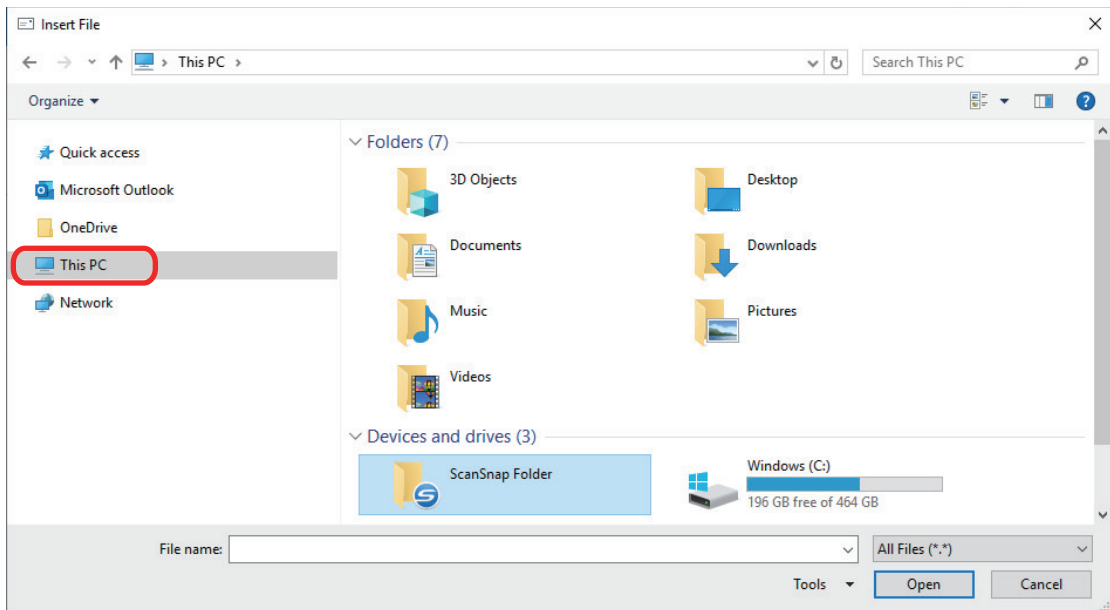 Insert File
This PC
Search This PC
Organize
Quick access
Microsoft Outlook
OneDrive
This PC
Network
Folders (7)
3D Objects
Desktop
Documents
Downloads
Music
Pictures
Videos
Devices and drives (3)
ScanSnap Folder
Windows (C:)
196 GB free of 464 GB
File name:
All Files (*.*)
Tools
Open
Cancel